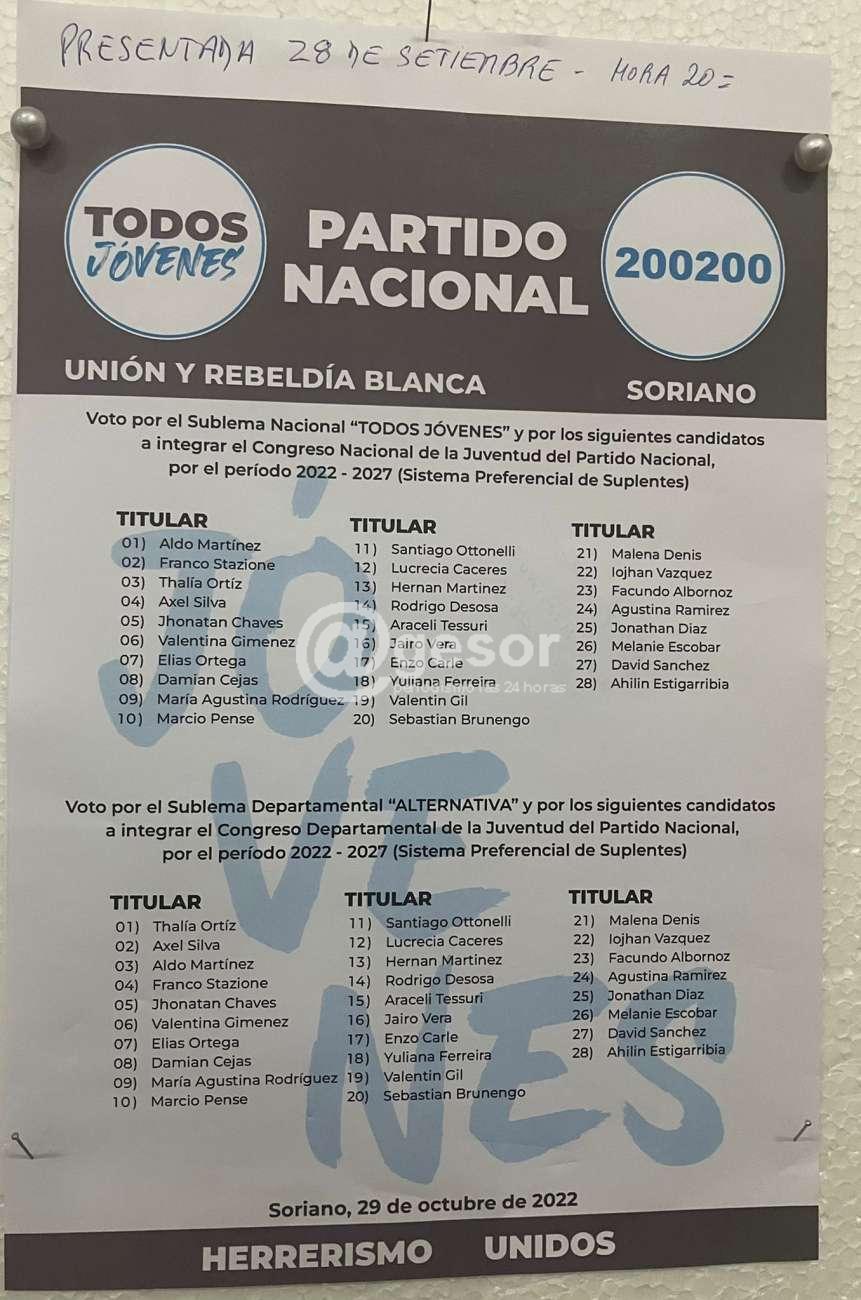 PRESENTADA 28 DE SETIEMBRE - HORA 20=
TODOS
JÓVENES
PARTIDO
NACIONAL
200200
UNIÓN Y REBELDÍA BLANCA
SORIANO
Voto por el Sublema Nacional “TODOS JÓVENES” y por los siguientes candidatos
a integrar el Congreso Nacional de la Juventud del Partido Nacional,
por el período 2022 - 2027 (Sistema Preferencial de Suplentes)
TITULAR
01) Aldo Martínez
02) Franco Stazione
03) Thalía Ortíz
04) Axel Silva
05) Jhonatan Chaves
06) Valentina Gimenez
07) Elias Ortega
08) Damian Cejas
09) María Agustina Rodríguez
10) Marcio Pense
TITULAR
11) Santiago Ottonelli
12) Lucrecia Caceres
13) Hernan Martinez
14) Rodrigo Desosa
15) Araceli Tessuri
16) Jairo Vera
17) Enzo Carle
18) Yuliana Ferreira
19) Valentin Gil
20) Sebastian Brunengo
TITULAR
21) Malena Denis
22) Iojhan Vazquez
23) Facundo Albornoz
24) Agustina Ramirez
25) Jonathan Diaz
26) Melanie Escobar
27) David Sanchez
28) Ahilin Estigarribia
@gesor
periodismo las 24 horas
JÓ
VE
NES
Voto por el Sublema Departamental “ALTERNATIVA” y por los siguientes candidatos
a integrar el Congreso Departamental de la Juventud del Partido Nacional,
por el período 2022 - 2027 (Sistema Preferencial de Suplentes)
TITULAR
01) Thalía Ortíz
02) Axel Silva
03) Aldo Martínez
04) Franco Stazione
05) Jhonatan Chaves
06) Valentina Gimenez
07) Elias Ortega
08) Damian Cejas
09) María Agustina Rodríguez
10) Marcio Pense
TITULAR
11) Santiago Ottonelli
12) Lucrecia Caceres
13) Hernan Martinez
14) Rodrigo Desosa
15) Araceli Tessuri
16) Jairo Vera
17) Enzo Carle
18) Yuliana Ferreira
19) Valentin Gil
20) Sebastian Brunengo
TITULAR
21) Malena Denis
22) Iojhan Vazquez
23) Facundo Albornoz
24) Agustina Ramirez
25) Jonathan Diaz
26) Melanie Escobar
27) David Sanchez
28) Ahilin Estigarribia
Soriano, 29 de octubre de 2022
HERRERISMO UNIDOS